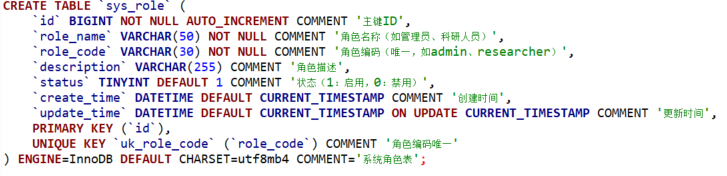 CREATE TABLE `sys_role` (
    `id` BIGINT NOT NULL AUTO_INCREMENT COMMENT '主键ID',
    `role_name` VARCHAR(50) NOT NULL COMMENT '角色名称（如管理员、科研人员）',
    `role_code` VARCHAR(30) NOT NULL COMMENT '角色编码（唯一，如admin、researcher）',
    `description` VARCHAR(255) COMMENT '角色描述',
    `status` TINYINT DEFAULT 1 COMMENT '状态（1：启用，0：禁用）',
    `create_time` DATETIME DEFAULT CURRENT_TIMESTAMP COMMENT '创建时间',
    `update_time` DATETIME DEFAULT CURRENT_TIMESTAMP ON UPDATE CURRENT_TIMESTAMP COMMENT '更新时间',
    PRIMARY KEY (`id`),
    UNIQUE KEY `uk_role_code` (`role_code`) COMMENT '角色编码唯一'
) ENGINE=InnoDB DEFAULT CHARSET=utf8mb4 COMMENT='系统角色表';